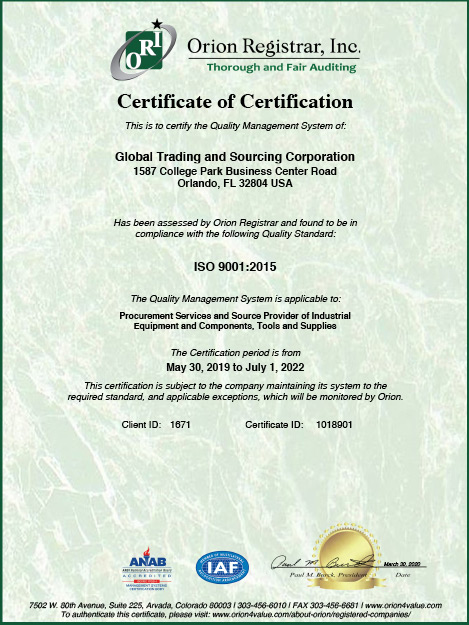 ORI
Orion Registrar, Inc.
Thorough and Fair Auditing
Certificate of Certification
This is to certify the Quality Management System of:
Global Trading and Sourcing Corporation
1587 College Park Business Center Road
Orlando, FL 32804 USA
Has been assessed by Orion Registrar and found to be in
compliance with the following Quality Standard:
ISO 9001:2015
The Quality Management System is applicable to:
Procurement Services and Source Provider of Industrial
Equipment and Components, Tools and Supplies
The Certification period is from
May 30, 2019 to July 1, 2022
This certification is subject to the company maintaining its system to the
required standard, and applicable exceptions, which will be monitored by Orion.
Client ID: 1671 Certificate ID: 1018901
ANAB
ACCREDITED
MANAGEMENT SYSTEMS
CERTIFICATION BODY
IAF
March 30, 2020
Paul M. Burck, President Date
7502 W. 80th Avenue, Suite 225, Arvada, Colorado 80003 | 303-456-6010 | FAX 303-456-6681 | www.orion4value.com
To authenticate this certificate, please visit: www.orion4value.com/about-orion/registered-companies/